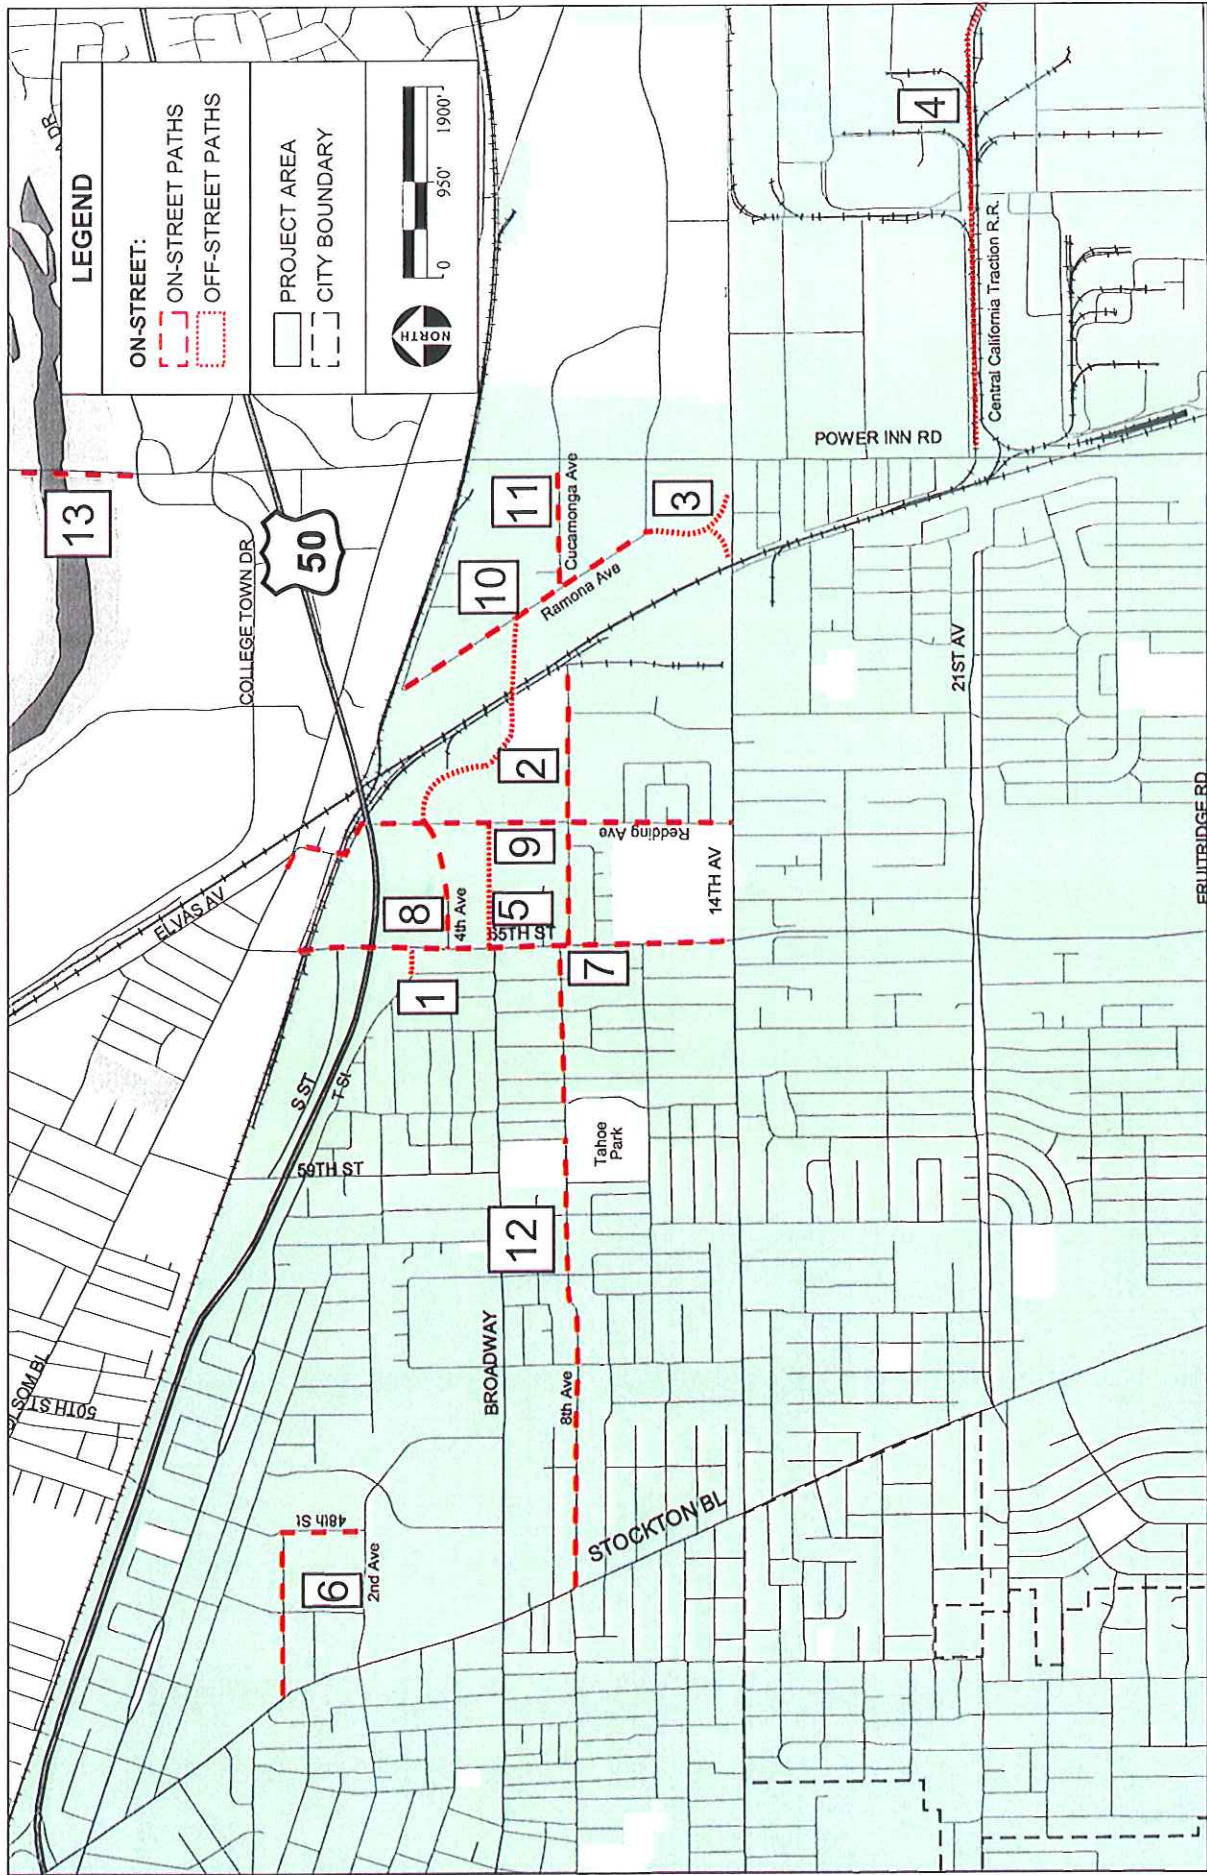 LEGEND
ON-STREET:
ON-STREET PATHS
OFF-STREET PATHS
PROJECT AREA
CITY BOUNDARY
NORTH
0 950' 1900'
13
COLLEGE TOWN DR
50
ELVAS AV
S ST
T St
59TH ST
50TH ST
48th St
2nd Ave
6
1
8
4th Ave
5
9
65TH ST
2
10
11
Cucamonga Ave
Ramona Ave
3
POWER INN RD
4
Central California Traction R.R.
7
Redding Ave
14TH AV
21ST AV
Tahoe
Park
12
BROADWAY
8th Ave
STOCKTON BL
FRUITRIDGE RD